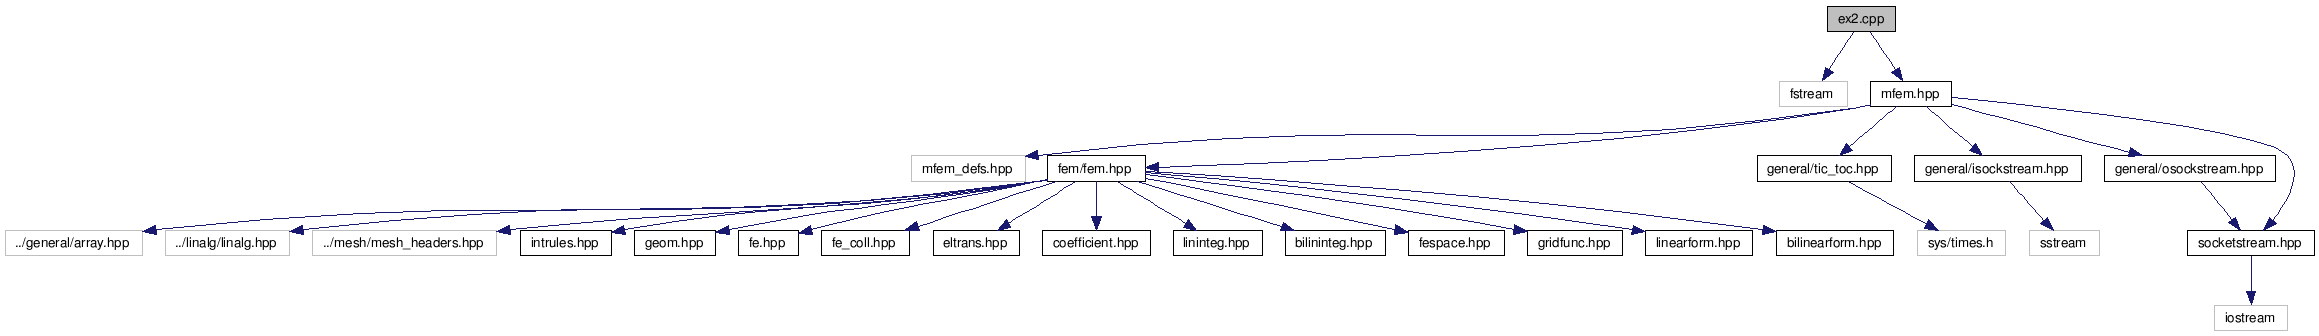 ex2.cpp
fstream
mfem.hpp
mfem_defs.hpp
fem/fem.hpp
general/tic_toc.hpp
general/isockstream.hpp
general/osockstream.hpp
../general/array.hpp
../linalg/linalg.hpp
../mesh/mesh_headers.hpp
intrules.hpp
geom.hpp
fe.hpp
fe_coll.hpp
eltrans.hpp
coefficient.hpp
lininteg.hpp
bilininteg.hpp
fespace.hpp
gridfunc.hpp
linearform.hpp
bilinearform.hpp
sys/times.h
sstream
socketstream.hpp
iostream